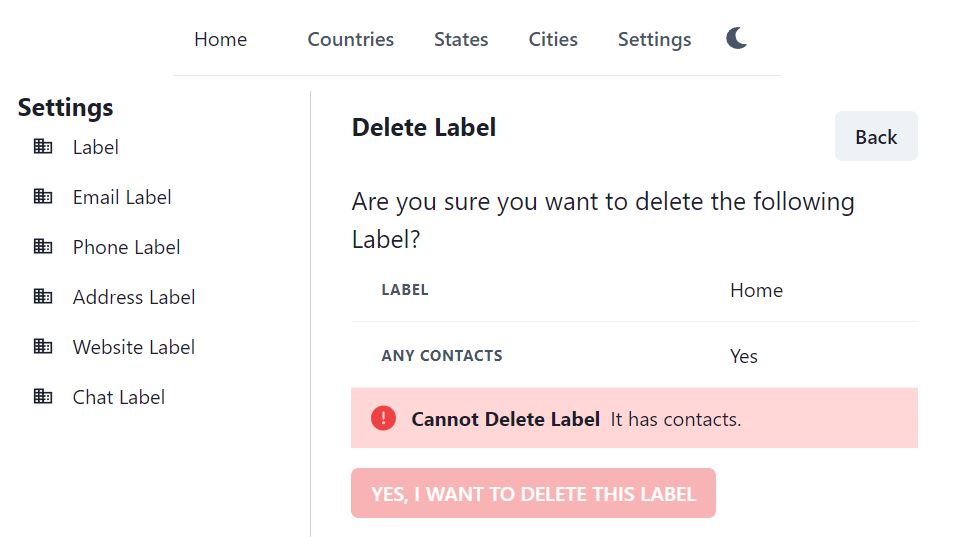 Home Countries States Cities Settings
Settings
Label
Email Label
Phone Label
Address Label
Website Label
Chat Label
Delete Label
Back
Are you sure you want to delete the following
Label?
LABEL Home
ANY CONTACTS Yes
Cannot Delete Label It has contacts.
YES, I WANT TO DELETE THIS LABEL